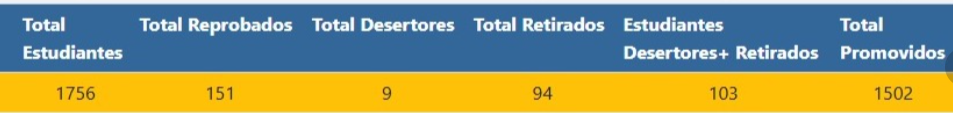 Total Estudiantes Total Reprobados Total Desertores Total Retirados Estudiantes Desertores+ Retirados Total Promovidos
1756 151 9 94 103 1502